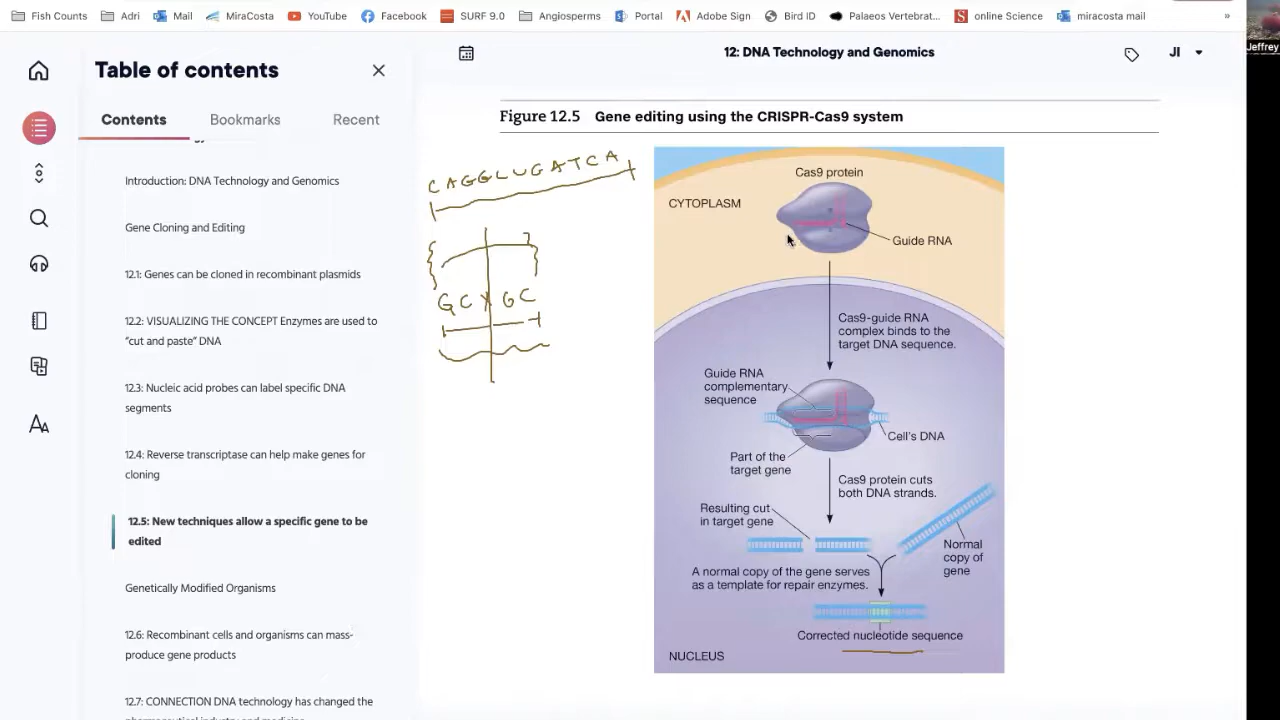 Fish Counts Adri Mail MiraCosta YouTube Facebook SURF 9.0 Angiosperms Portal Adobe Sign Bird ID Palaeos Vertebrat... online Science miracosta mail »
Jeffrey
Table of contents
12: DNA Technology and Genomics
JI
Contents Bookmarks Recent
Introduction: DNA Technology and Genomics
Gene Cloning and Editing
12.1: Genes can be cloned in recombinant plasmids
12.2: VISUALIZING THE CONCEPT Enzymes are used to
"cut and paste" DNA
12.3: Nucleic acid probes can label specific DNA
segments
12.4: Reverse transcriptase can help make genes for
cloning
12.5: New techniques allow a specific gene to be
edited
Genetically Modified Organisms
12.6: Recombinant cells and organisms can mass-
produce gene products
12.7: CONNECTION DNA technology has changed the
pharmaceutical industry and medicine
AA
Figure 12.5 Gene editing using the CRISPR-Cas9 system
CAGGCUGATCA
GC GC
Cas9 protein
CYTOPLASM
Guide RNA
Cas9-guide RNA
complex binds to the
target DNA sequence.
Guide RNA
complementary
sequence
Cell's DNA
Part of the
target gene
Cas9 protein cuts
both DNA strands.
Resulting cut
in target gene
Normal
copy of
gene
A normal copy of the gene serves
as a template for repair enzymes.
Corrected nucleotide sequence
NUCLEUS